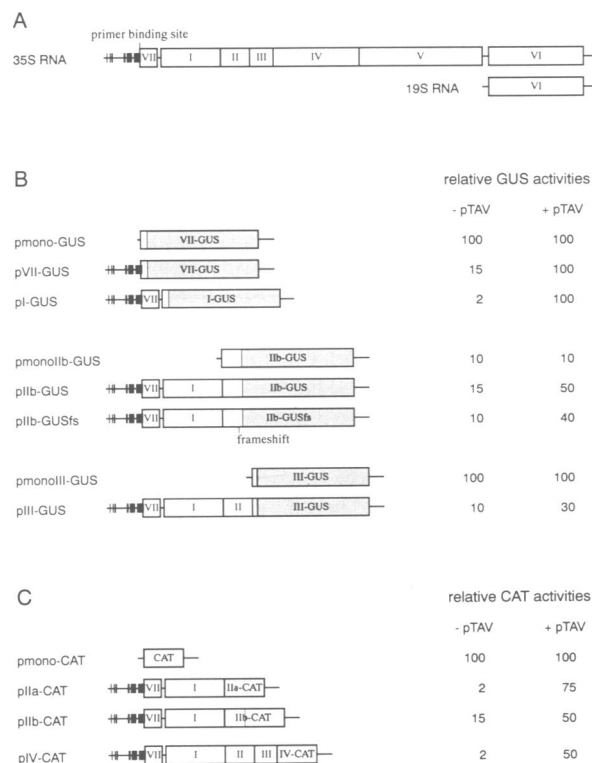 A
primer binding site
35S RNA VII I II III IV V VI
19S RNA VI
B
relative GUS activities
- pTAV + pTAV
pmono-GUS VII-GUS 100 100
pVII-GUS VII-GUS 15 100
pI-GUS VII I-GUS 2 100
pmonoIIb-GUS IIb-GUS 10 10
pIIb-GUS VII I IIb-GUS 15 50
pIIb-GUSfs VII I IIb-GUSfs 10 40
frameshift
pmonoIII-GUS III-GUS 100 100
pIII-GUS VII I II III-GUS 10 30
C
relative CAT activities
- pTAV + pTAV
pmono-CAT CAT 100 100
pIIa-CAT VII I IIa-CAT 2 75
pIIb-CAT VII I IIb-CAT 15 50
pIV-CAT VII I II III IV-CAT 2 50